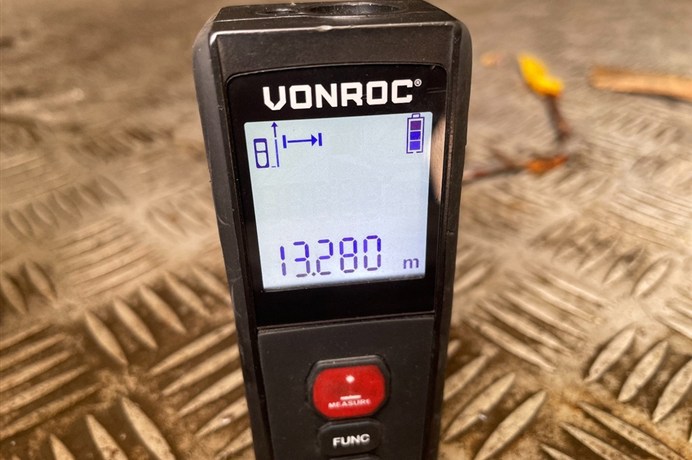 VONROC®
13.280 m
MEASURE
FUNC